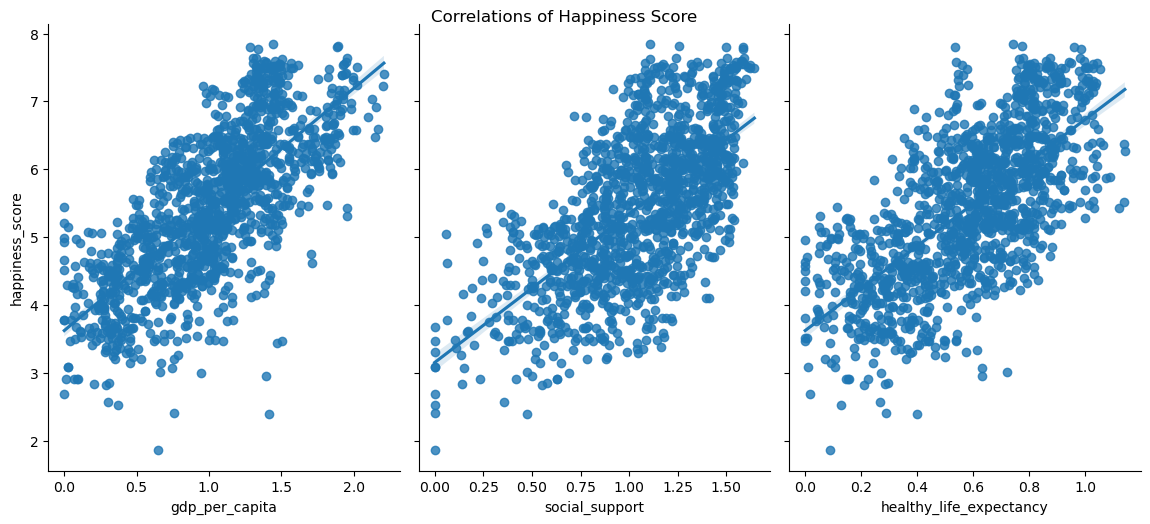 Correlations of Happiness Score
happiness_score
8
7
6
5
4
3
2
0.0 0.5 1.0 1.5 2.0
gdp_per_capita
0.00 0.25 0.50 0.75 1.00 1.25 1.50
social_support
0.0 0.2 0.4 0.6 0.8 1.0
healthy_life_expectancy